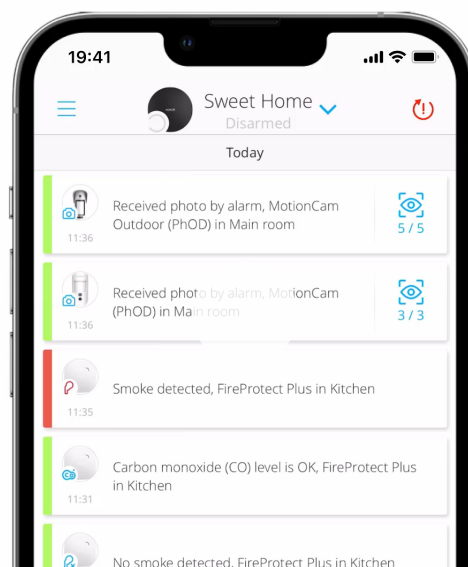 19:41
Sweet Home
Disarmed
Today
Received photo by alarm, MotionCam
Outdoor (PhOD) in Main room
5 / 5
11:36
Received photo by alarm, MotionCam
(PhOD) in Main room
3 / 3
11:36
Smoke detected, FireProtect Plus in Kitchen
11:35
Carbon monoxide (CO) level is OK, FireProtect Plus
in Kitchen
11:31
No smoke detected, FireProtect Plus in Kitchen